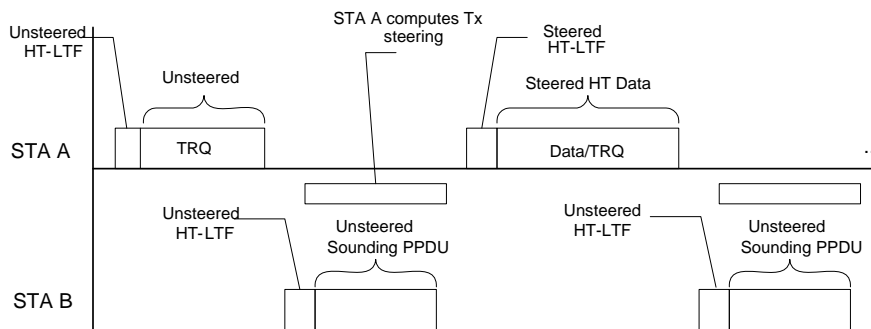 STA A computes Tx
steering
Unsteered
HT-LTF
Steered
HT-LTF
Unsteered
Steered HT Data
STA A
TRQ
Data/TRQ
..
Unsteered
HT-LTF
Unsteered
Sounding PPDU
Unsteered
HT-LTF
Unsteered
Sounding PPDU
STA B